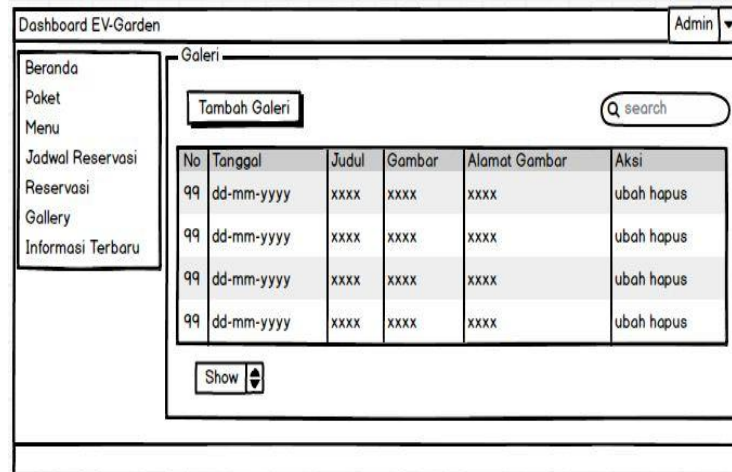 Dashboard EV-Garden
Admin
Beranda
Paket
Menu
Jadwal Reservasi
Reservasi
Gallery
Informasi Terbaru
Galeri
Tambah Galeri
search
No Tanggal Judul Gambar Alamat Gambar Aksi
99 dd-mm-yyyy xxxx xxxx xxxx ubah hapus
99 dd-mm-yyyy xxxx xxxx xxxx ubah hapus
99 dd-mm-yyyy xxxx xxxx xxxx ubah hapus
99 dd-mm-yyyy xxxx xxxx xxxx ubah hapus
Show